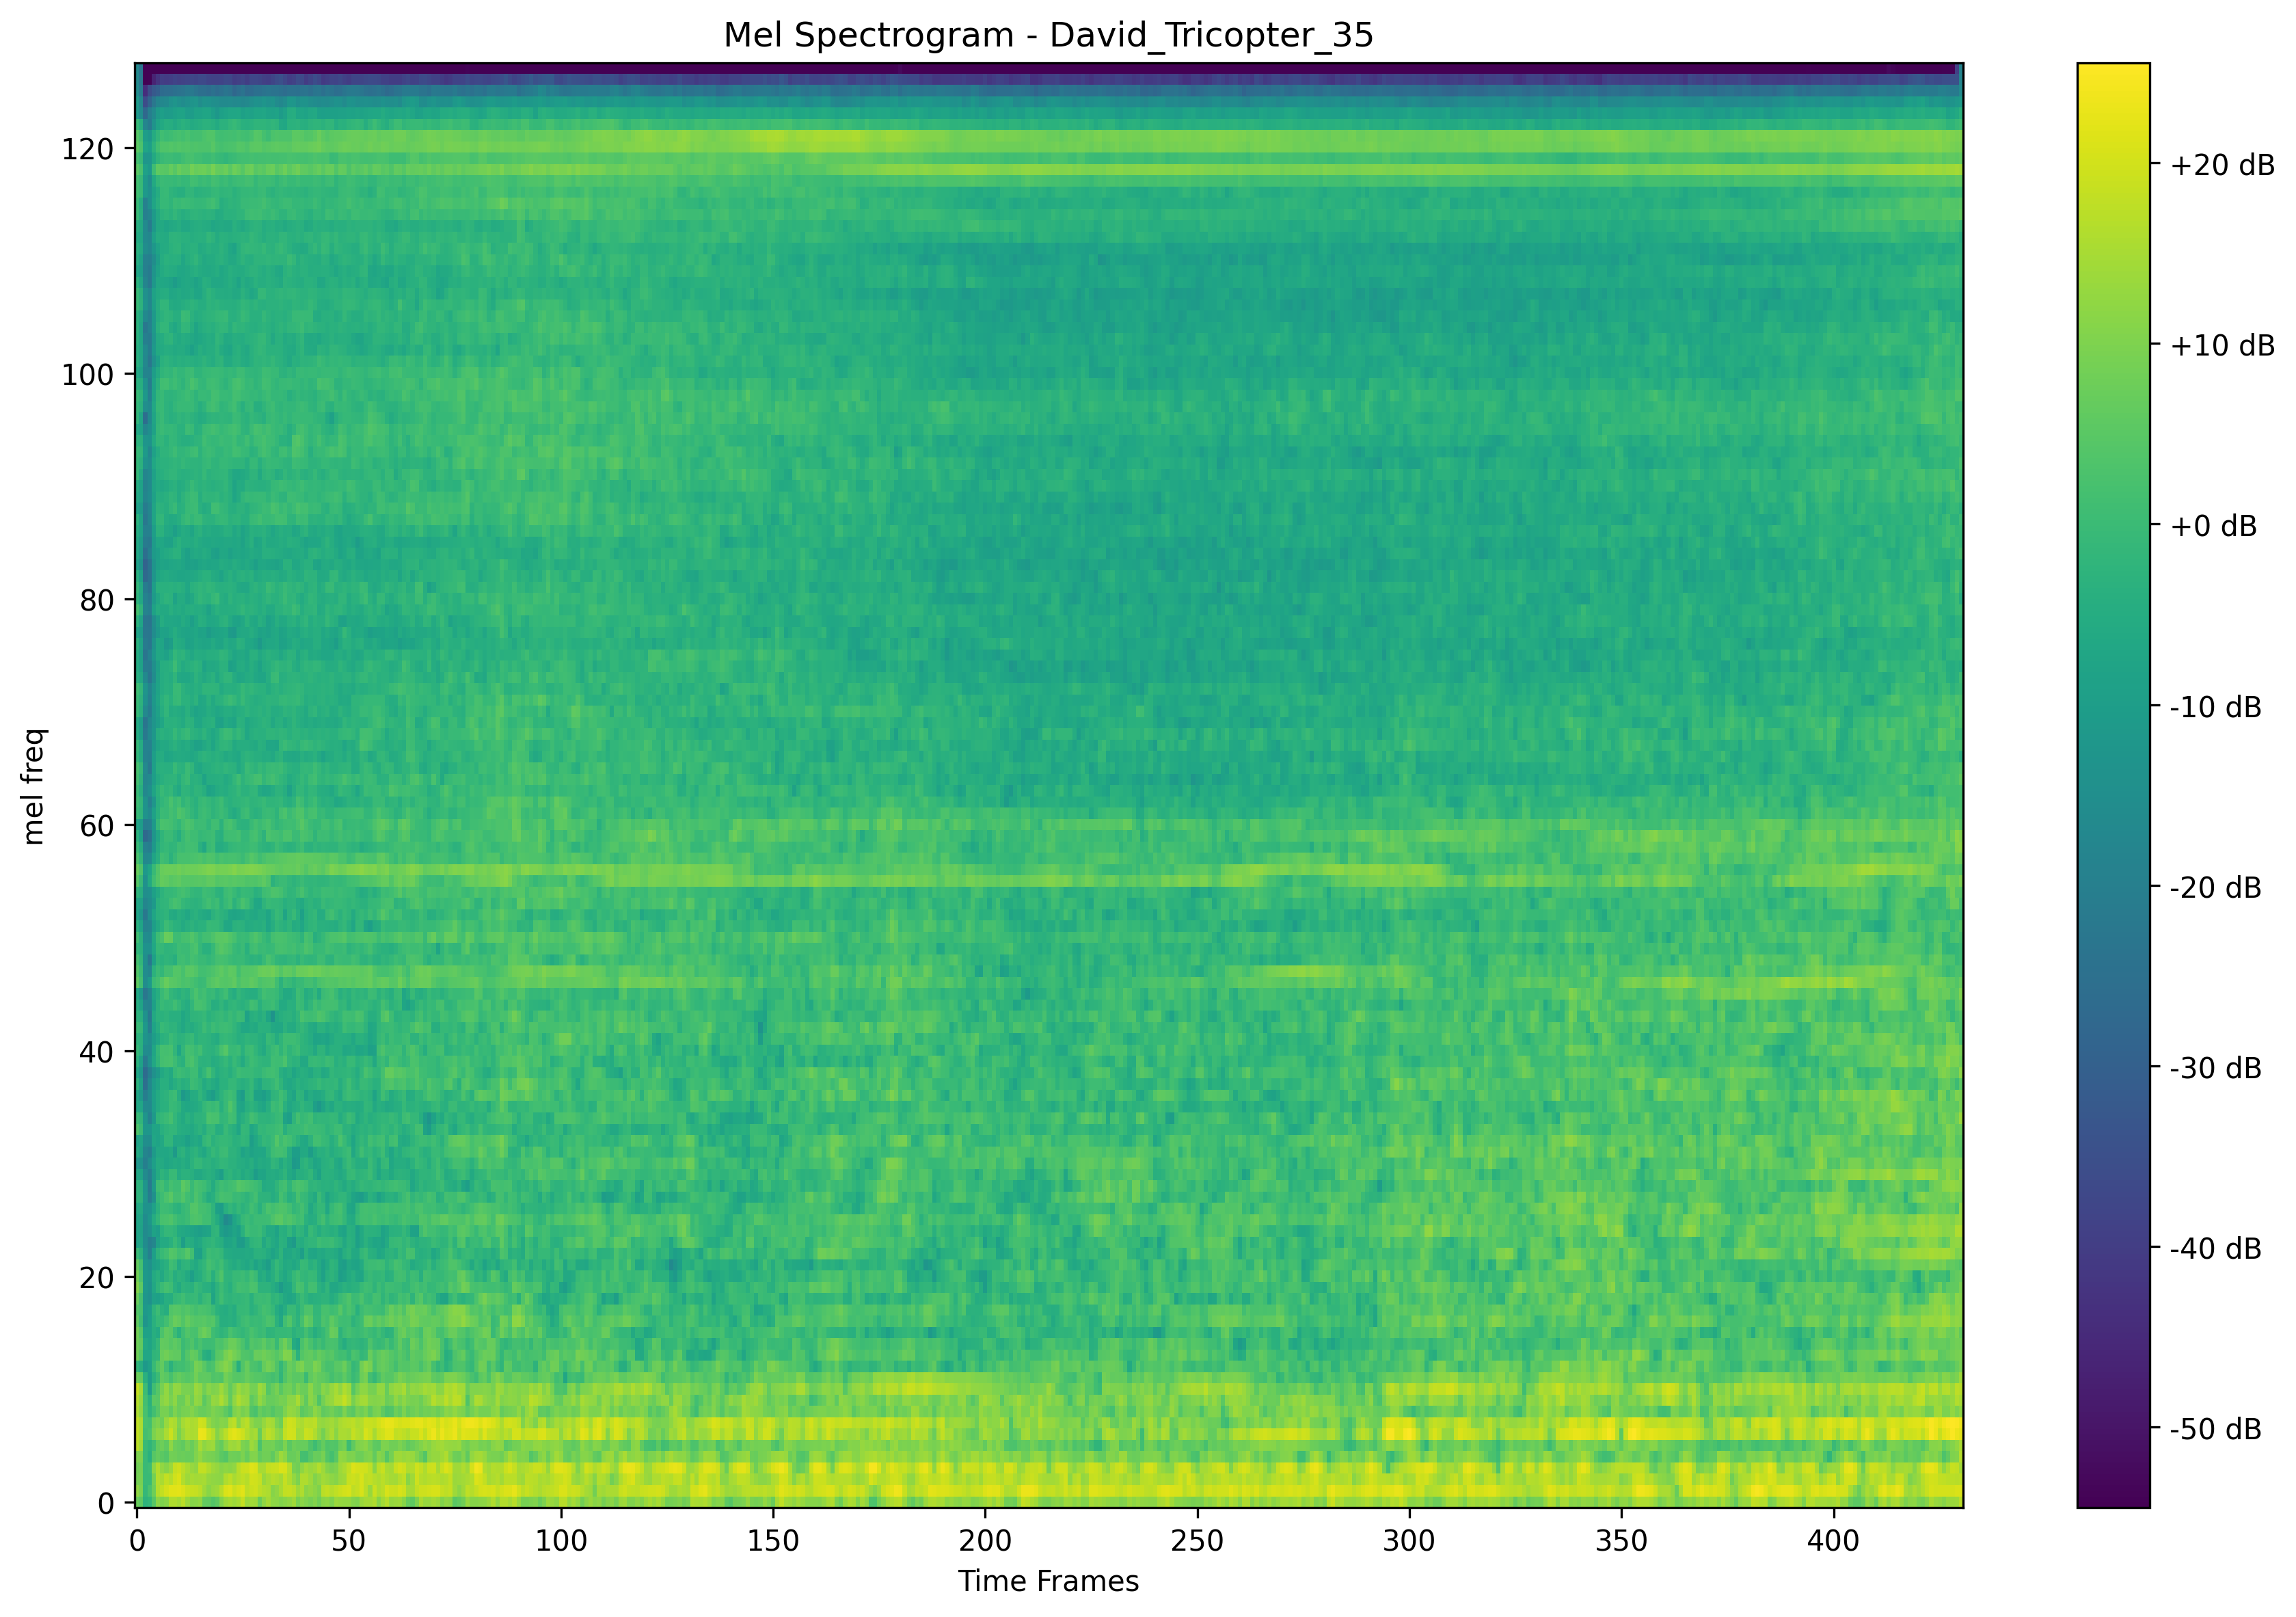 Mel Spectrogram - David_Tricopter_35
mel freq
120
100
80
60
40
20
0
0 50 100 150 200 250 300 350 400
Time Frames
+20 dB
+10 dB
+0 dB
-10 dB
-20 dB
-30 dB
-40 dB
-50 dB